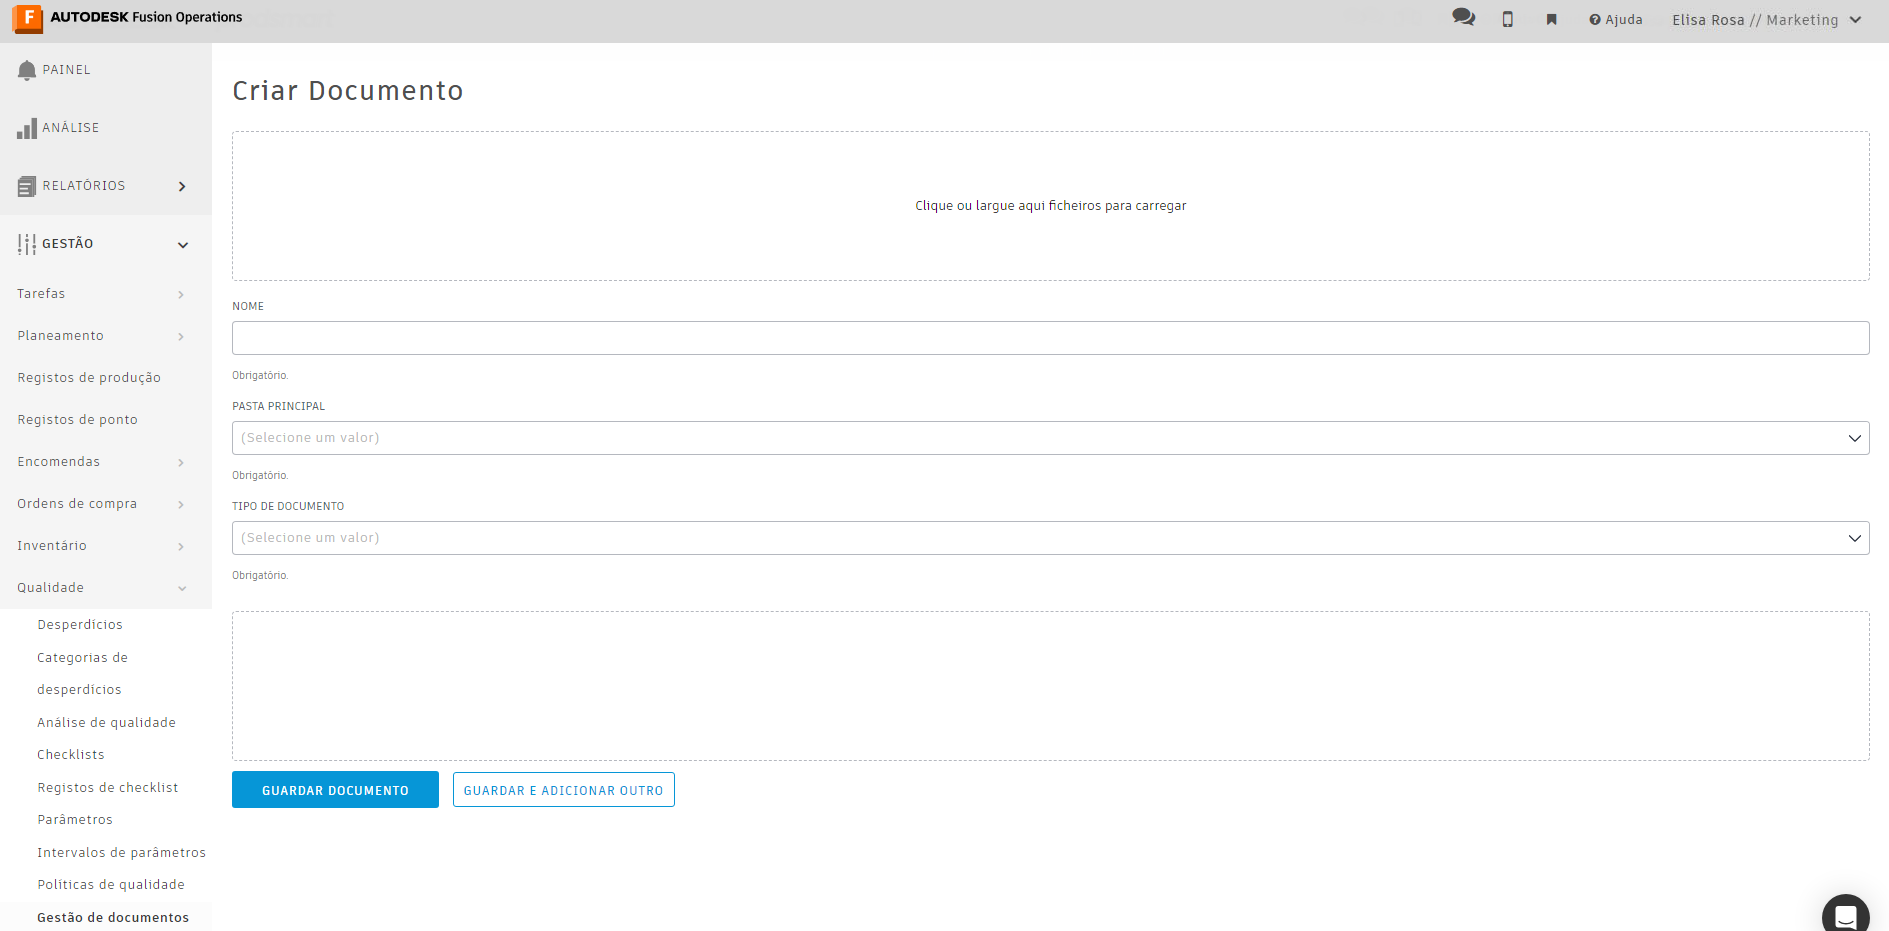 F AUTODESK Fusion Operations
Ajuda
Elisa Rosa // Marketing
PAINEL
ANÁLISE
RELATÓRIOS
GESTÃO
Tarefas
Planeamento
Registos de produção
Registos de ponto
Encomendas
Ordens de compra
Inventário
Qualidade
Desperdícios
Categorias de
desperdícios
Análise de qualidade
Checklists
Registos de checklist
Parâmetros
Intervalos de parâmetros
Políticas de qualidade
Gestão de documentos
Criar Documento
Clique ou largue aqui ficheiros para carregar
NOME
Obrigatório.
PASTA PRINCIPAL
(Selecione um valor)
Obrigatório.
TIPO DE DOCUMENTO
(Selecione um valor)
Obrigatório.
GUARDAR DOCUMENTO
GUARDAR E ADICIONAR OUTRO